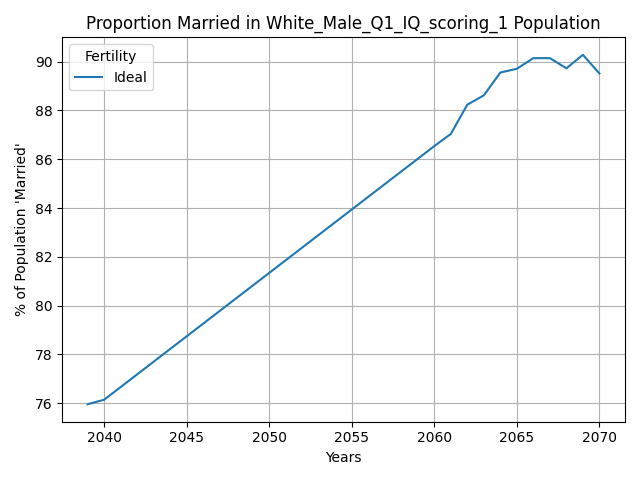 Proportion Married in White_Male_Q1_IQ_scoring_1 Population
Fertility
Ideal
% of Population 'Married'
90
88
86
84
82
80
78
76
2040 2045 2050 2055 2060 2065 2070
Years